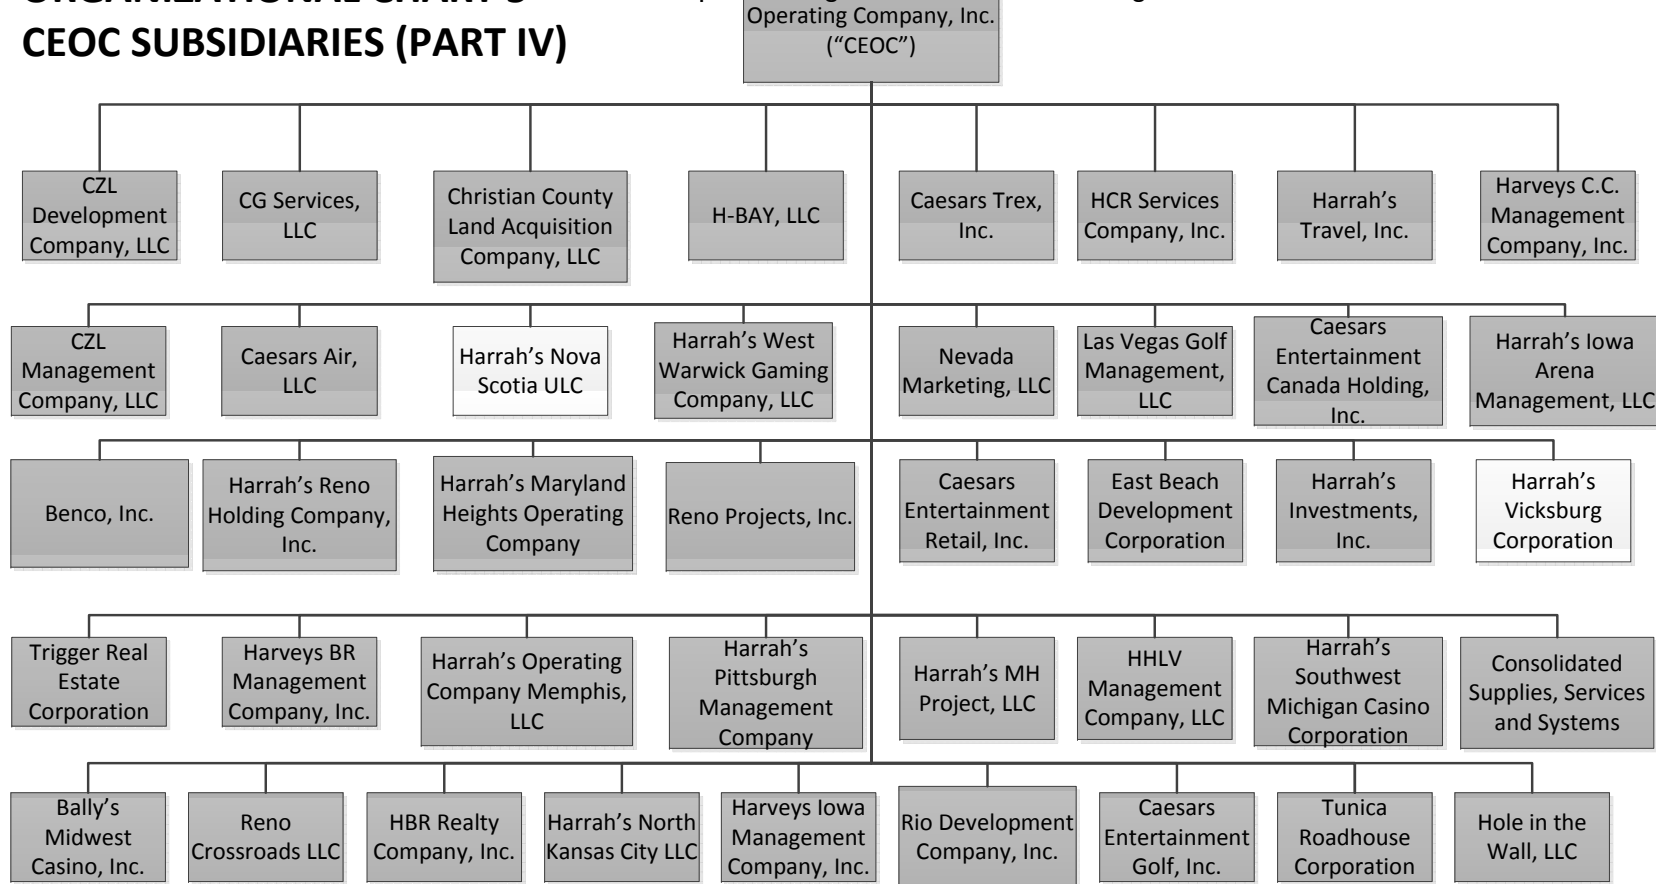 CEOC SUBSIDIARIES (PART IV)
Operating Company, Inc.
(“CEOC”)
CZL
Development
Company, LLC
CG Services,
LLC
Christian County
Land Acquisition
Company, LLC
H-BAY, LLC
Caesars Trex,
Inc.
HCR Services
Company, Inc.
Harrah’s
Travel, Inc.
Harveys C.C.
Management
Company, Inc.
CZL
Management
Company, LLC
Caesars Air,
LLC
Harrah’s Nova
Scotia ULC
Harrah’s West
Warwick Gaming
Company, LLC
Nevada
Marketing, LLC
Las Vegas Golf
Management,
LLC
Caesars
Entertainment
Canada Holding,
Inc.
Harrah’s Iowa
Arena
Management, LLC
Benco, Inc.
Harrah’s Reno
Holding Company,
Inc.
Harrah’s Maryland
Heights Operating
Company
Reno Projects, Inc.
Caesars
Entertainment
Retail, Inc.
East Beach
Development
Corporation
Harrah’s
Investments,
Inc.
Harrah’s
Vicksburg
Corporation
Trigger Real
Estate
Corporation
Harveys BR
Management
Company, Inc.
Harrah’s Operating
Company Memphis,
LLC
Harrah’s
Pittsburgh
Management
Company
Harrah’s MH
Project, LLC
HHLV
Management
Company, LLC
Harrah’s
Southwest
Michigan Casino
Corporation
Consolidated
Supplies, Services
and Systems
Bally’s
Midwest
Casino, Inc.
Reno
Crossroads LLC
HBR Realty
Company, Inc.
Harrah’s North
Kansas City LLC
Harveys Iowa
Management
Company, Inc.
Rio Development
Company, Inc.
Caesars
Entertainment
Golf, Inc.
Tunica
Roadhouse
Corporation
Hole in the
Wall, LLC